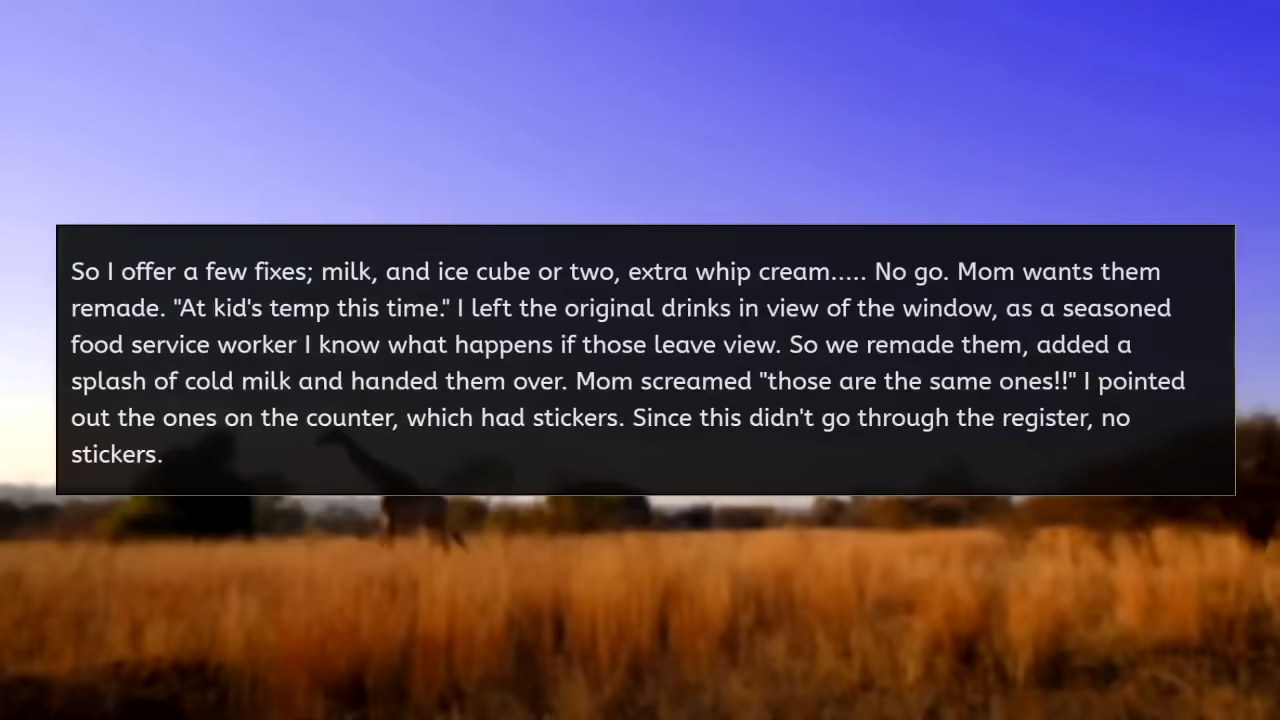 So I offer a few fixes; milk, and ice cube or two, extra whip cream..... No go. Mom wants them
remade. "At kid's temp this time." I left the original drinks in view of the window, as a seasoned
food service worker I know what happens if those leave view. So we remade them, added a
splash of cold milk and handed them over. Mom screamed "those are the same ones!!" I pointed
out the ones on the counter, which had stickers. Since this didn't go through the register, no
stickers.